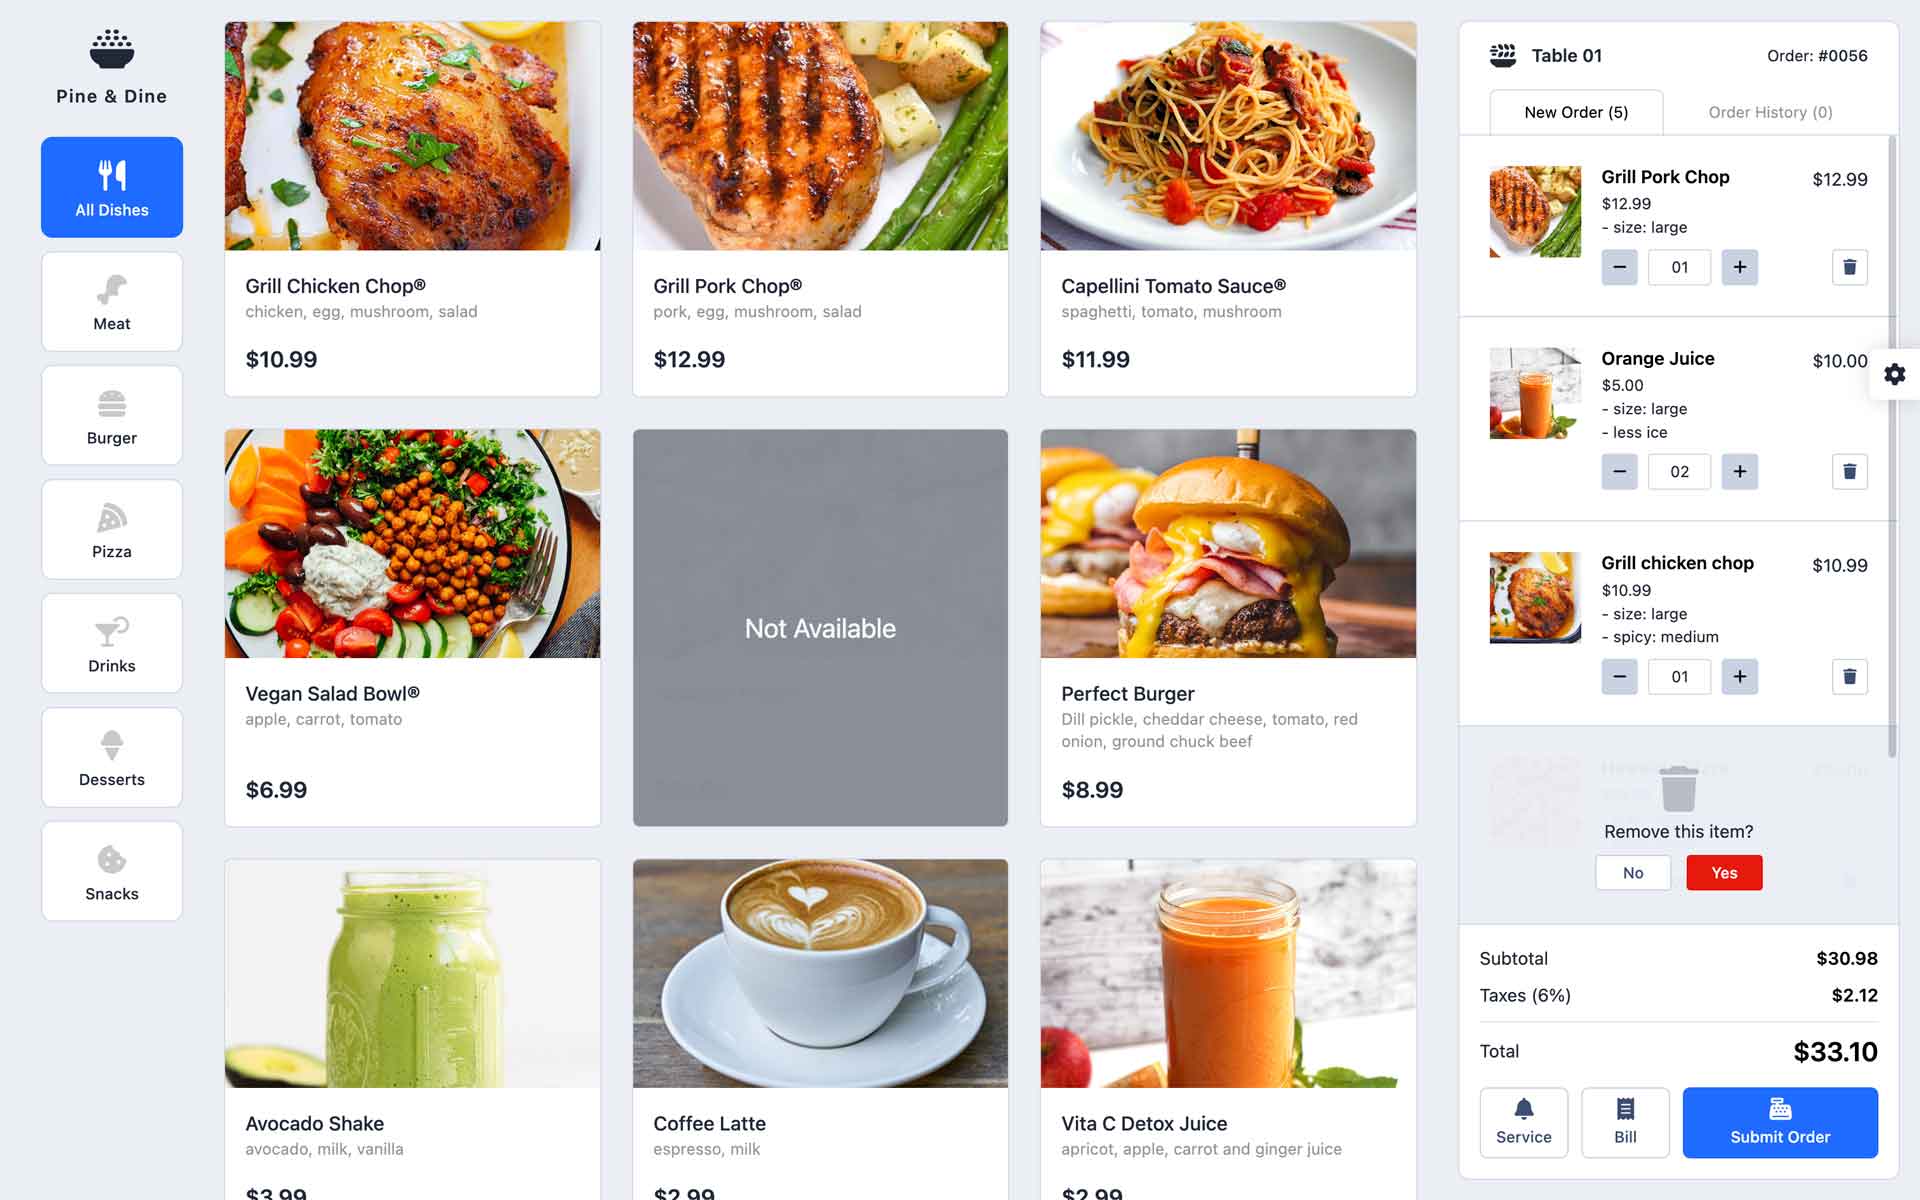 Pine & Dine
All Dishes
Meat
Burger
Pizza
Drinks
Desserts
Snacks
Grill Chicken Chop®
chicken, egg, mushroom, salad
$10.99
Grill Pork Chop®
pork, egg, mushroom, salad
$12.99
Capellini Tomato Sauce®
spaghetti, tomato, mushroom
$11.99
Vegan Salad Bowl®
apple, carrot, tomato
$6.99
Not Available
Perfect Burger
Dill pickle, cheddar cheese, tomato, red
onion, ground chuck beef
$8.99
Avocado Shake
avocado, milk, vanilla
$3.99
Coffee Latte
espresso, milk
$2.99
Vita C Detox Juice
apricot, apple, carrot and ginger juice
$2.99
Table 01
Order: #0056
New Order (5)
Order History (0)
Grill Pork Chop
$12.99
$12.99
- size: large
01
Orange Juice
$10.00
$5.00
- size: large
- less ice
02
Grill chicken chop
$10.99
$10.99
- size: large
- spicy: medium
01
Remove this item?
No
Yes
Subtotal
$30.98
Taxes (6%)
$2.12
Total
$33.10
Service
Bill
Submit Order